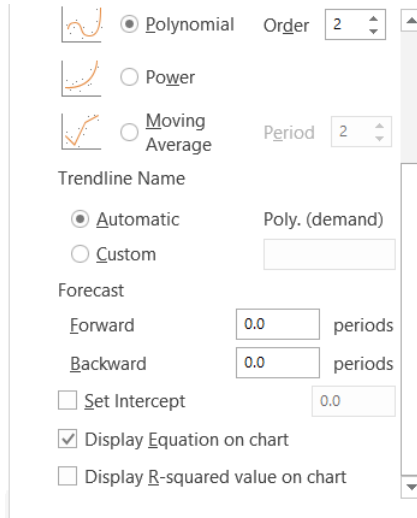 Polynomial Order 2
Power
Moving
Average Period 2
Trendline Name
Automatic Poly. (demand)
Custom
Forecast
Forward 0.0 periods
Backward 0.0 periods
Set Intercept 0.0
Display Equation on chart
Display R-squared value on chart